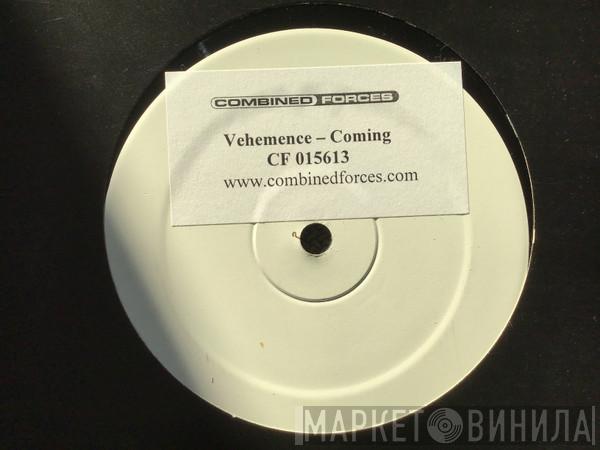 COMBINED FORCES
Vehemence – Coming
CF 015613
www.combinedforces.com
МАРКЕТ ВИНИЛА